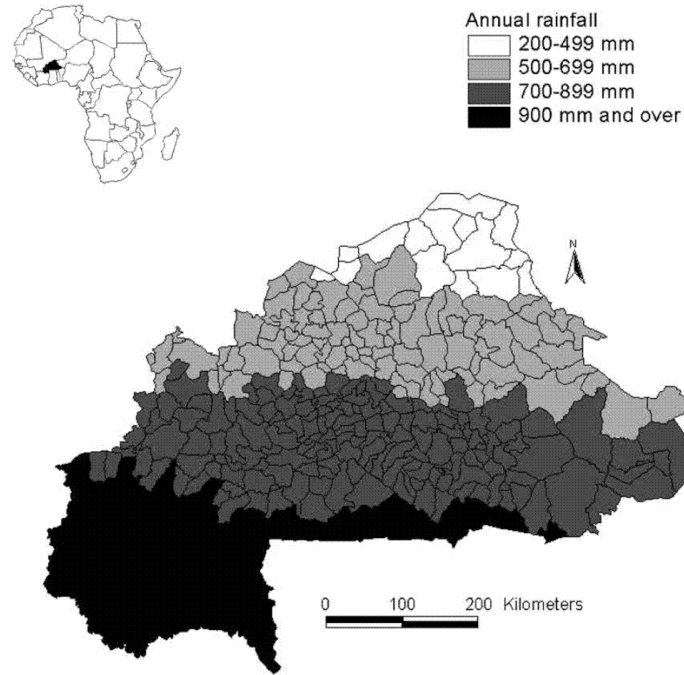 Annual rainfall
200-499 mm
500-699 mm
700-899 mm
900 mm and over
N
0 100 200 Kilometers